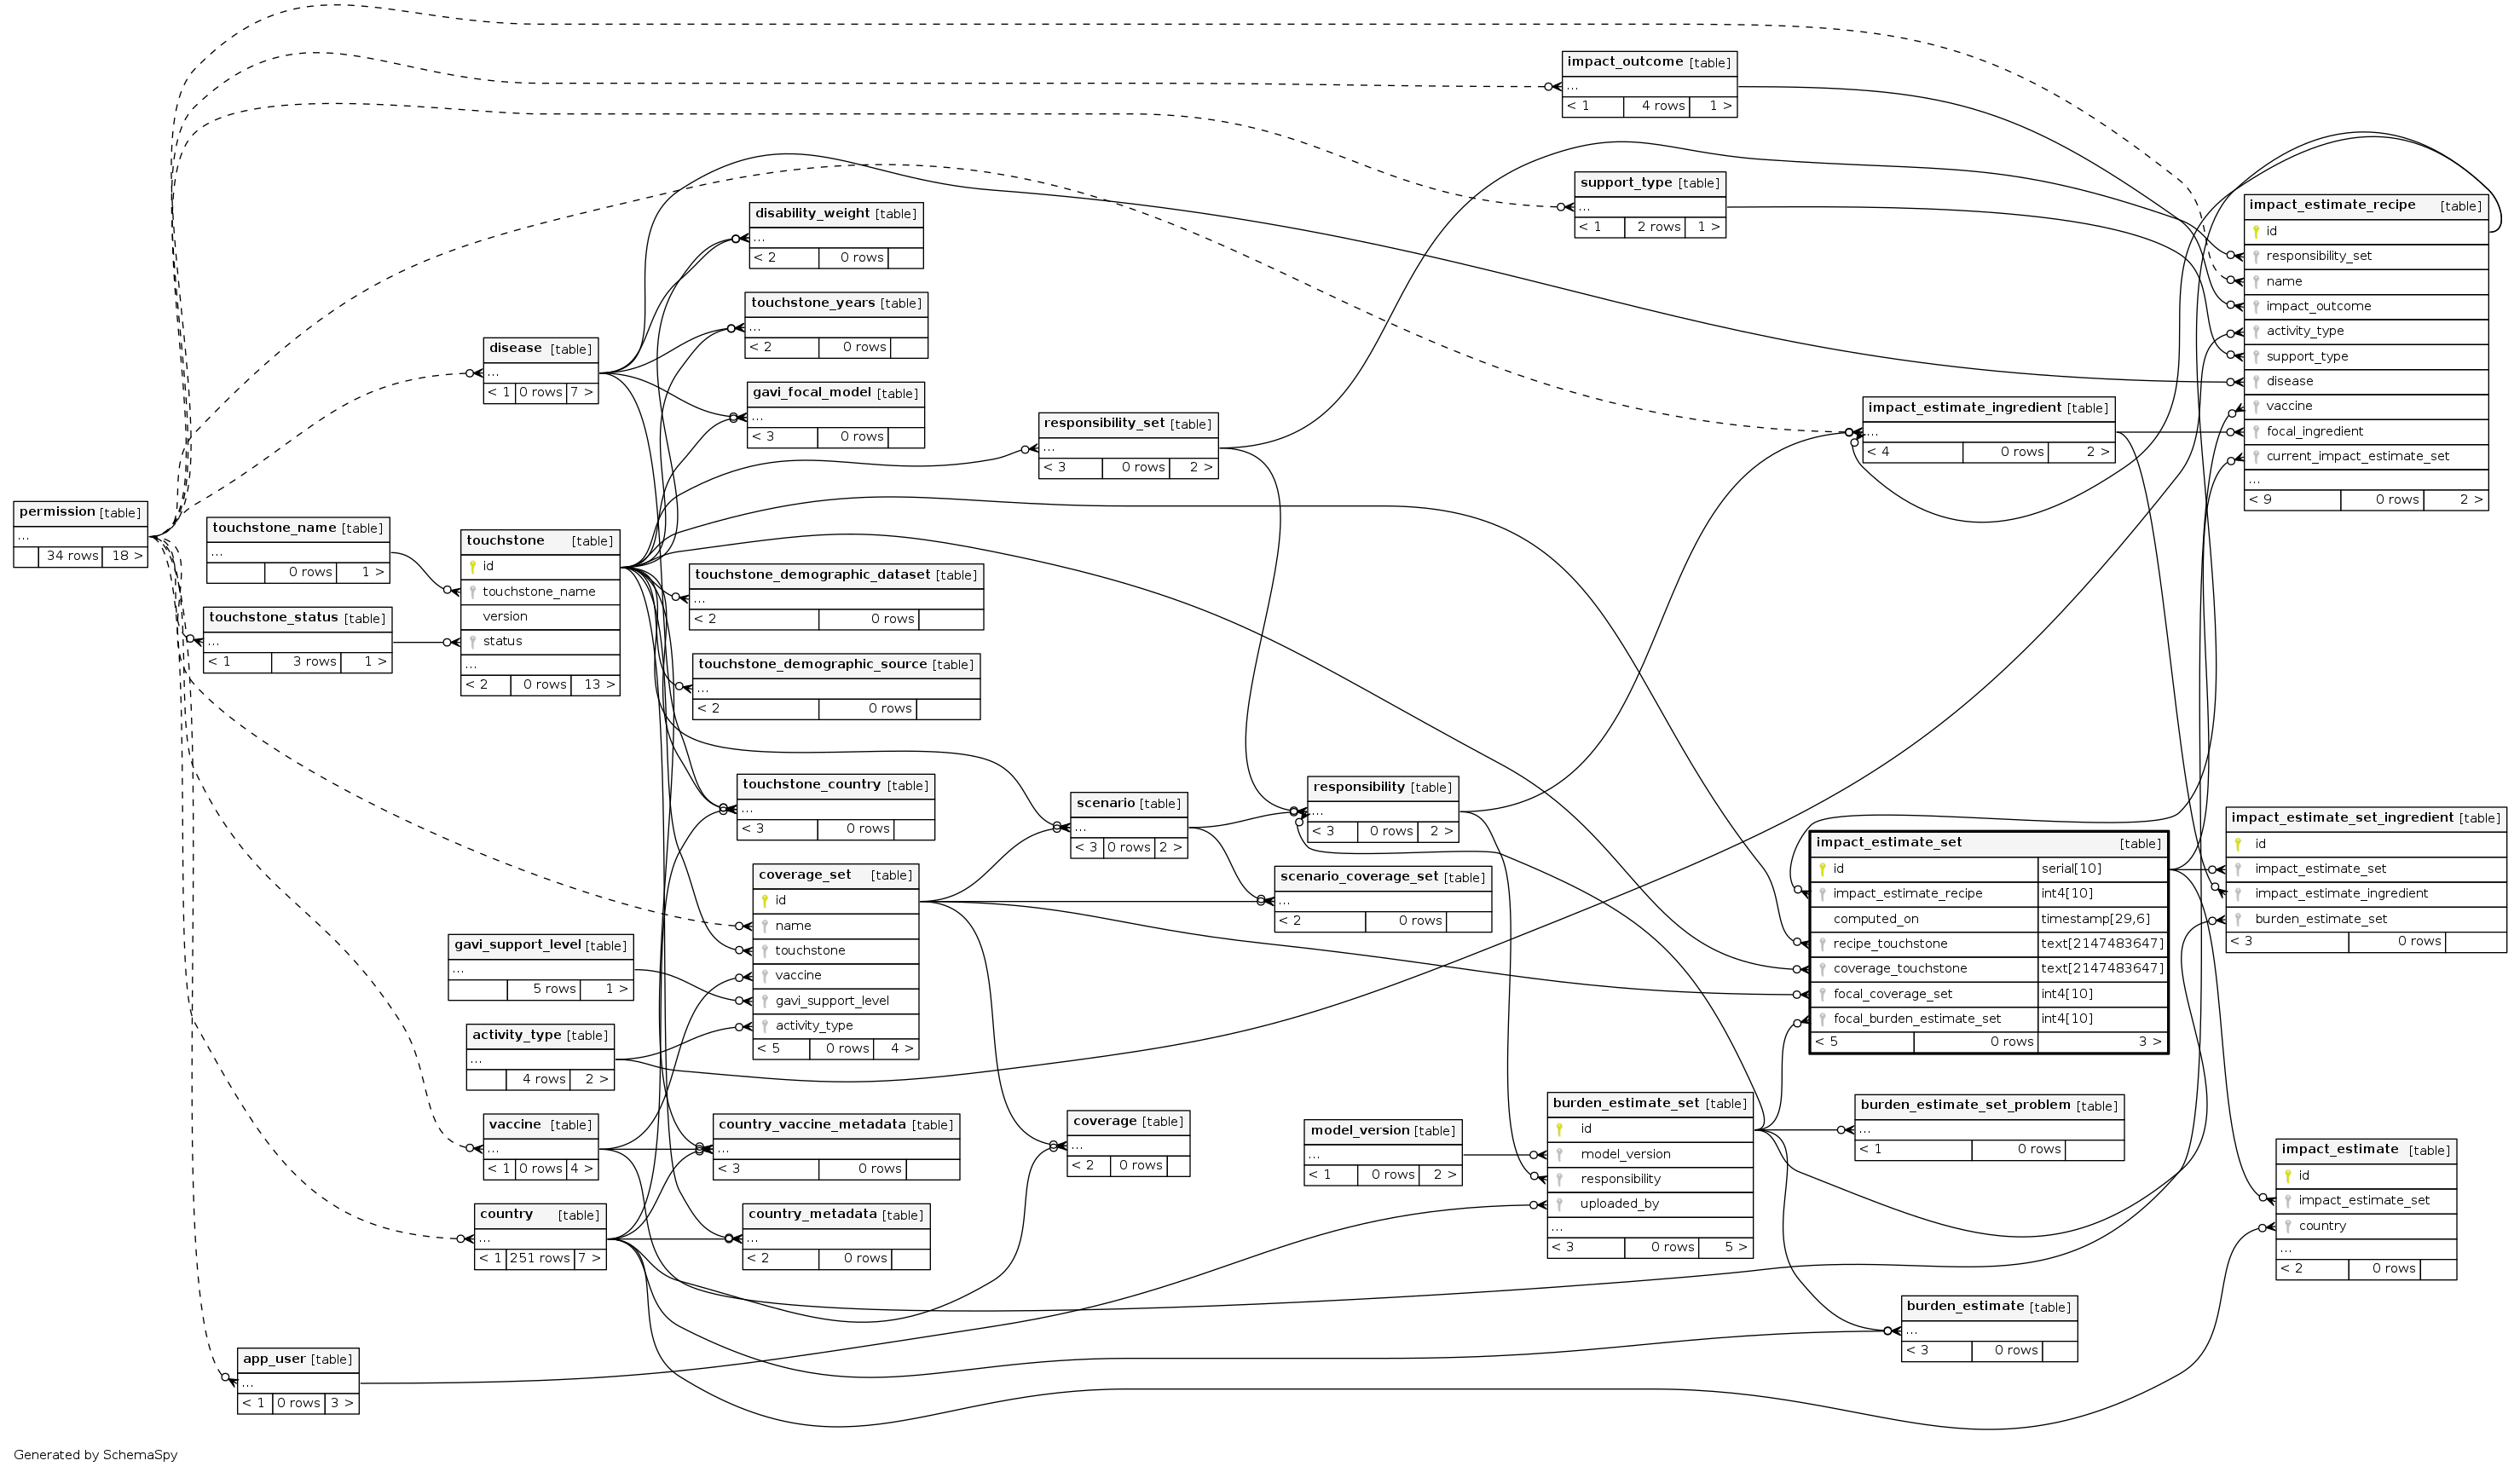 impact_outcome [table]
...
< 1 4 rows 1 >
support_type [table]
...
< 1 2 rows 1 >
impact_estimate_recipe [table]
id
responsibility_set
name
impact_outcome
activity_type
support_type
disease
vaccine
focal_ingredient
current_impact_estimate_set
...
< 9 0 rows 2 >
disability_weight [table]
...
< 2 0 rows
touchstone_years [table]
...
< 2 0 rows
disease [table]
...
< 1 0 rows 7 >
gavi_focal_model [table]
...
< 3 0 rows
responsibility_set [table]
...
< 3 0 rows 2 >
impact_estimate_ingredient [table]
...
< 4 0 rows 2 >
permission [table]
...
34 rows 18 >
touchstone_name [table]
...
0 rows 1 >
touchstone_status [table]
...
< 1 3 rows 1 >
touchstone [table]
id
touchstone_name
version
status
...
< 2 0 rows 13 >
touchstone_demographic_dataset [table]
...
< 2 0 rows
touchstone_demographic_source [table]
...
< 2 0 rows
touchstone_country [table]
...
< 3 0 rows
scenario [table]
...
< 3 0 rows 2 >
responsibility [table]
...
< 3 0 rows 2 >
scenario_coverage_set [table]
...
< 2 0 rows
impact_estimate_set [table]
id serial[10]
impact_estimate_recipe int4[10]
computed_on timestamp[29,6]
recipe_touchstone text[2147483647]
coverage_touchstone text[2147483647]
focal_coverage_set int4[10]
focal_burden_estimate_set int4[10]
< 5 0 rows 3 >
impact_estimate_set_ingredient [table]
id
impact_estimate_set
impact_estimate_ingredient
burden_estimate_set
< 3 0 rows
coverage_set [table]
id
name
touchstone
vaccine
gavi_support_level
activity_type
< 5 0 rows 4 >
gavi_support_level [table]
...
5 rows 1 >
activity_type [table]
...
4 rows 2 >
vaccine [table]
...
< 1 0 rows 4 >
country_vaccine_metadata [table]
...
< 3 0 rows
coverage [table]
...
< 2 0 rows
model_version [table]
...
< 1 0 rows 2 >
burden_estimate_set [table]
id
model_version
responsibility
uploaded_by
...
< 3 0 rows 5 >
burden_estimate_set_problem [table]
...
< 1 0 rows
impact_estimate [table]
id
impact_estimate_set
country
...
< 2 0 rows
country [table]
...
< 1 251 rows 7 >
country_metadata [table]
...
< 2 0 rows
burden_estimate [table]
...
< 3 0 rows
app_user [table]
...
< 1 0 rows 3 >
Generated by SchemaSpy